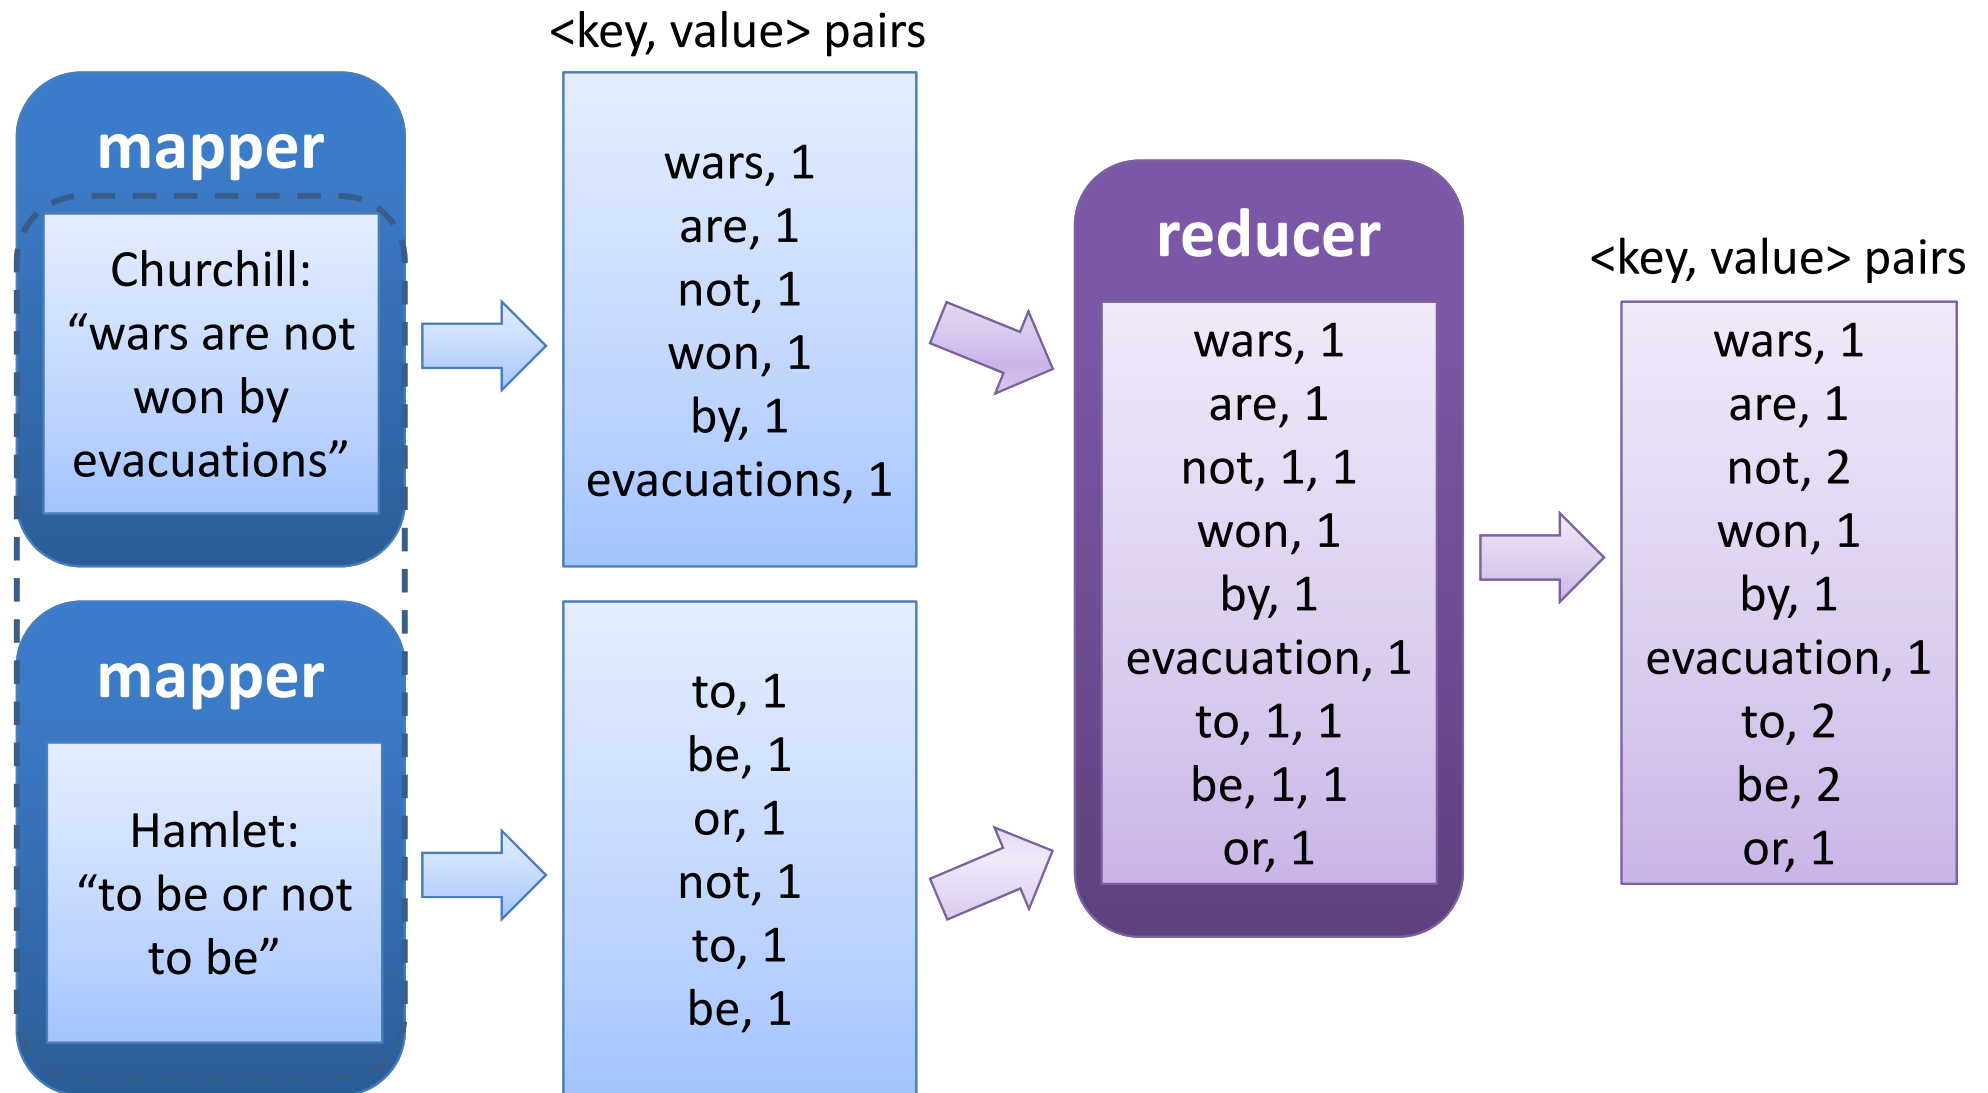 <key, value> pairs
mapper
Churchill:
“wars are not
won by
evacuations”
wars, 1
are, 1
not, 1
won, 1
by, 1
evacuations, 1
mapper
Hamlet:
“to be or not
to be”
to, 1
be, 1
or, 1
not, 1
to, 1
be, 1
reducer
wars, 1
are, 1
not, 1, 1
won, 1
by, 1
evacuation, 1
to, 1, 1
be, 1, 1
or, 1
<key, value> pairs
wars, 1
are, 1
not, 2
won, 1
by, 1
evacuation, 1
to, 2
be, 2
or, 1